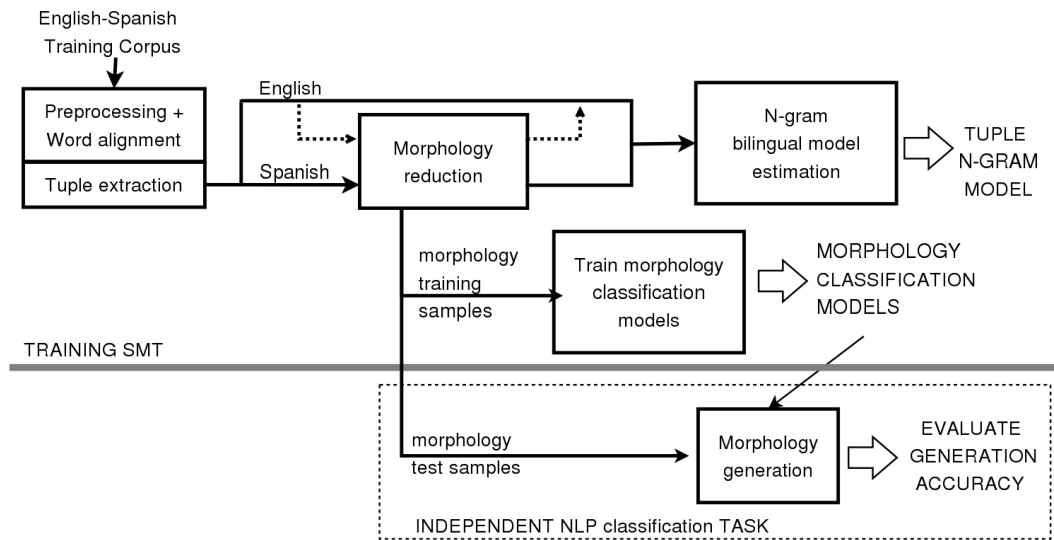 English-Spanish
Training Corpus
Preprocessing +
Word alignment
Tuple extraction
English
Spanish
Morphology
reduction
N-gram
bilingual model
estimation
TUPLE
N-GRAM
MODEL
morphology
training
samples
Train morphology
classification
models
MORPHOLOGY
CLASSIFICATION
MODELS
TRAINING SMT
morphology
test samples
Morphology
generation
EVALUATE
GENERATION
ACCURACY
INDEPENDENT NLP classification TASK